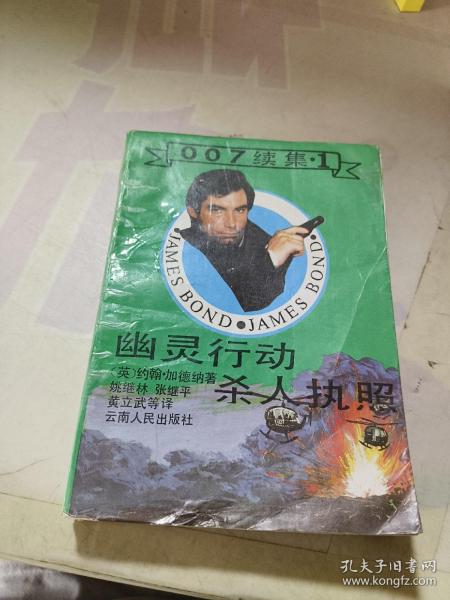 007续集·1
JAMES BOND•JAMES BOND•
幽灵行动
杀人执照
(英)约翰·加德纳著
姚继林 张继平
黄立武等译
云南人民出版社
孔夫子旧书网
www.kongfz.com